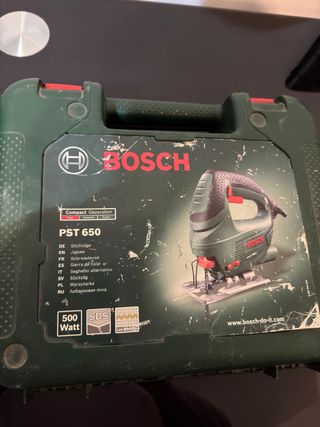 BOSCH
Compact Generation
PST 650
DE Stichsäge
EN Jigsaw
FR Scie sauteuse
ES Sierra de calar
IT Seghetto alternativo
SV Sticksåg
PL Wyrzynarka
RU Лобзиковая пила
BOSCH
500
Watt
SDS
www.bosch-do-it.com